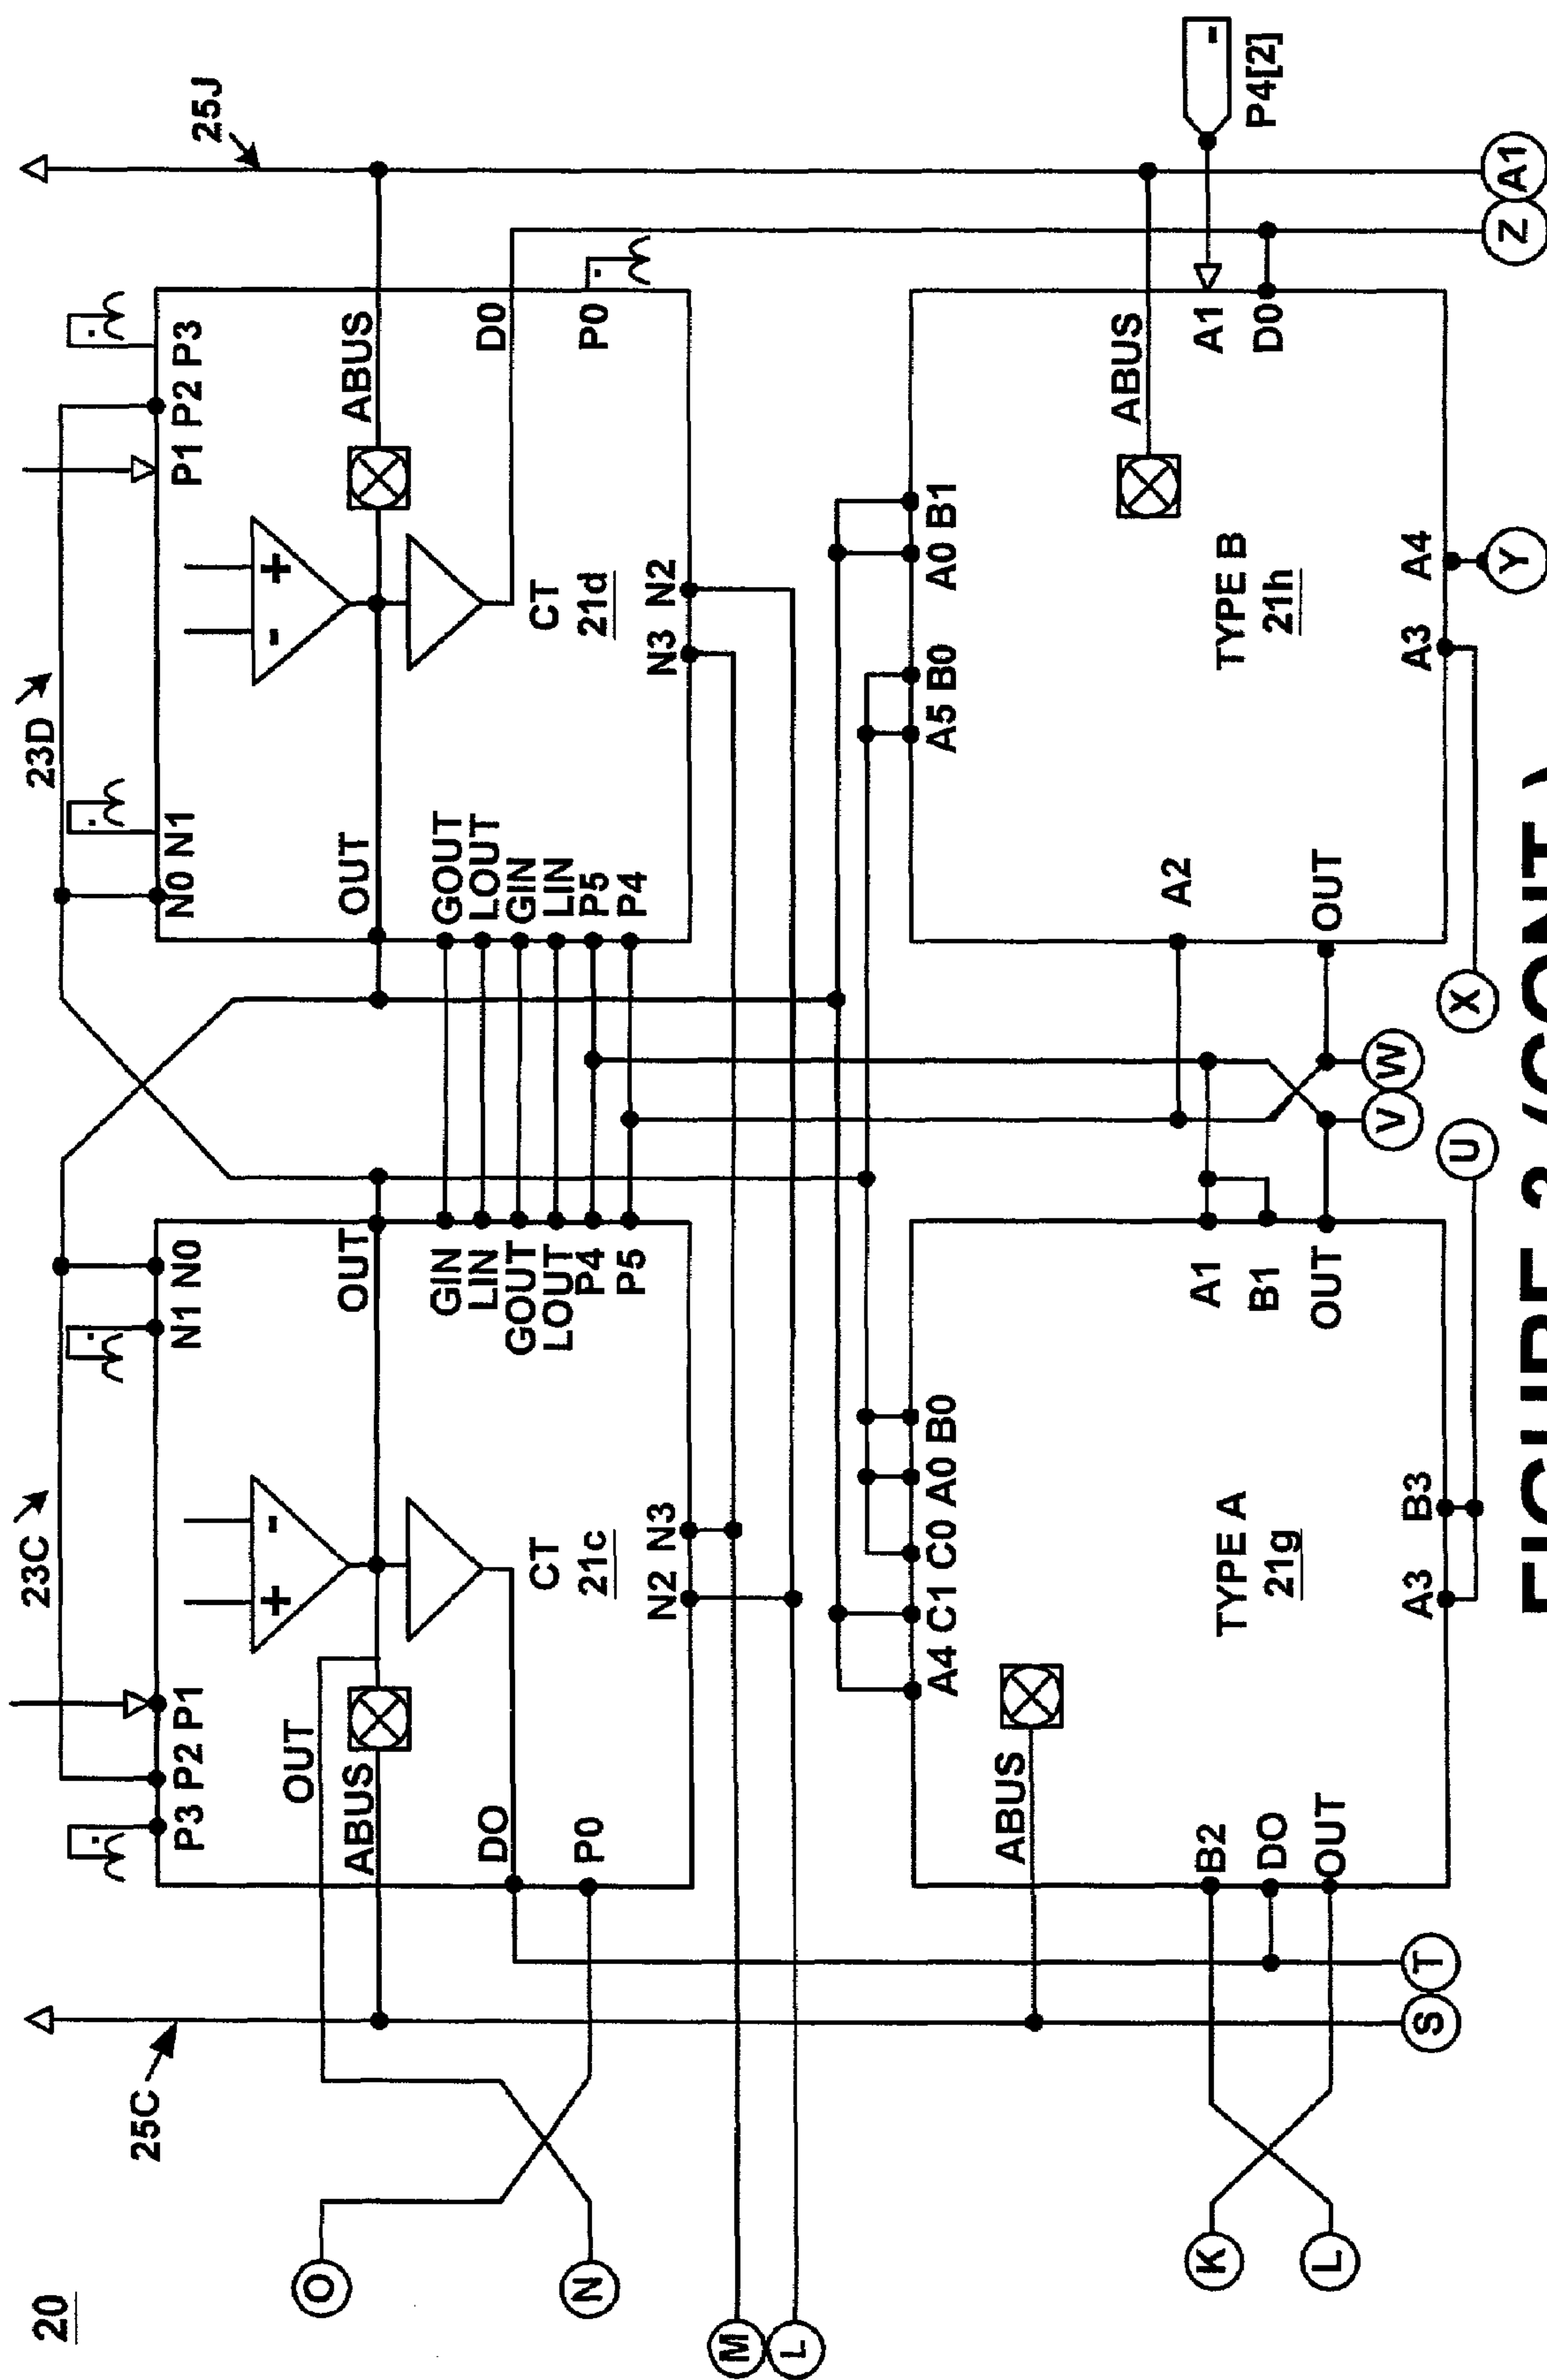 20
25C
23C
23D
25J
P3 P2 P1
N1 N0
N0 N1
P1 P2 P3
+ -
- +
OUT
ABUS
OUT
OUT
ABUS
O
GIN
LIN
GOUT
LOUT
P4
P5
GOUT
LOUT
GIN
LIN
P5
P4
DO
D0
P0
P0
CT
21c
CT
21d
N
N2 N3
N3 N2
M
L
A4 C1 C0 A0 B0
A5 B0 A0 B1
ABUS
ABUS
B2
DO
OUT
TYPE A
21g
A1
B1
OUT
A2
OUT
TYPE B
21h
A1
D0
-
P4[2]
K
L
A3 B3
A3 A4
S
T
U
V
W
X
Y
Z
A1
FIGURE (CONT.)